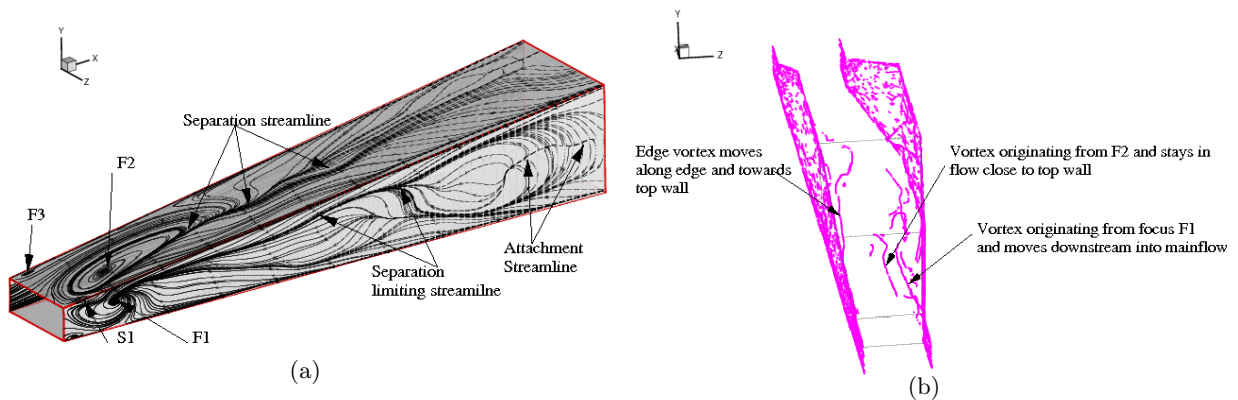 Y
X
Z
Separation streamline
F2
F3
S1
F1
Separation
limiting streamilne
Attachment
Streamline
(a)
Y
Z
Edge vortex moves
along edge and towards
top wall
Vortex originating from F2 and stays in
flow close to top wall
Vortex originating from focus F1
and moves downstream into mainflow
(b)